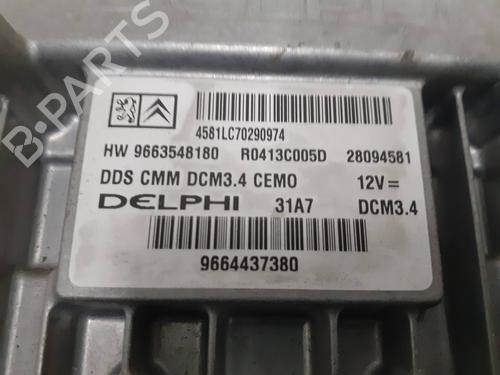 B-PARTS
4581LC70290974
HW 9663548180 R0413C005D 28094581
DDS CMM DCM3.4 CEMO 12V=
DELPHI 31A7 DCM3.4
9664437380